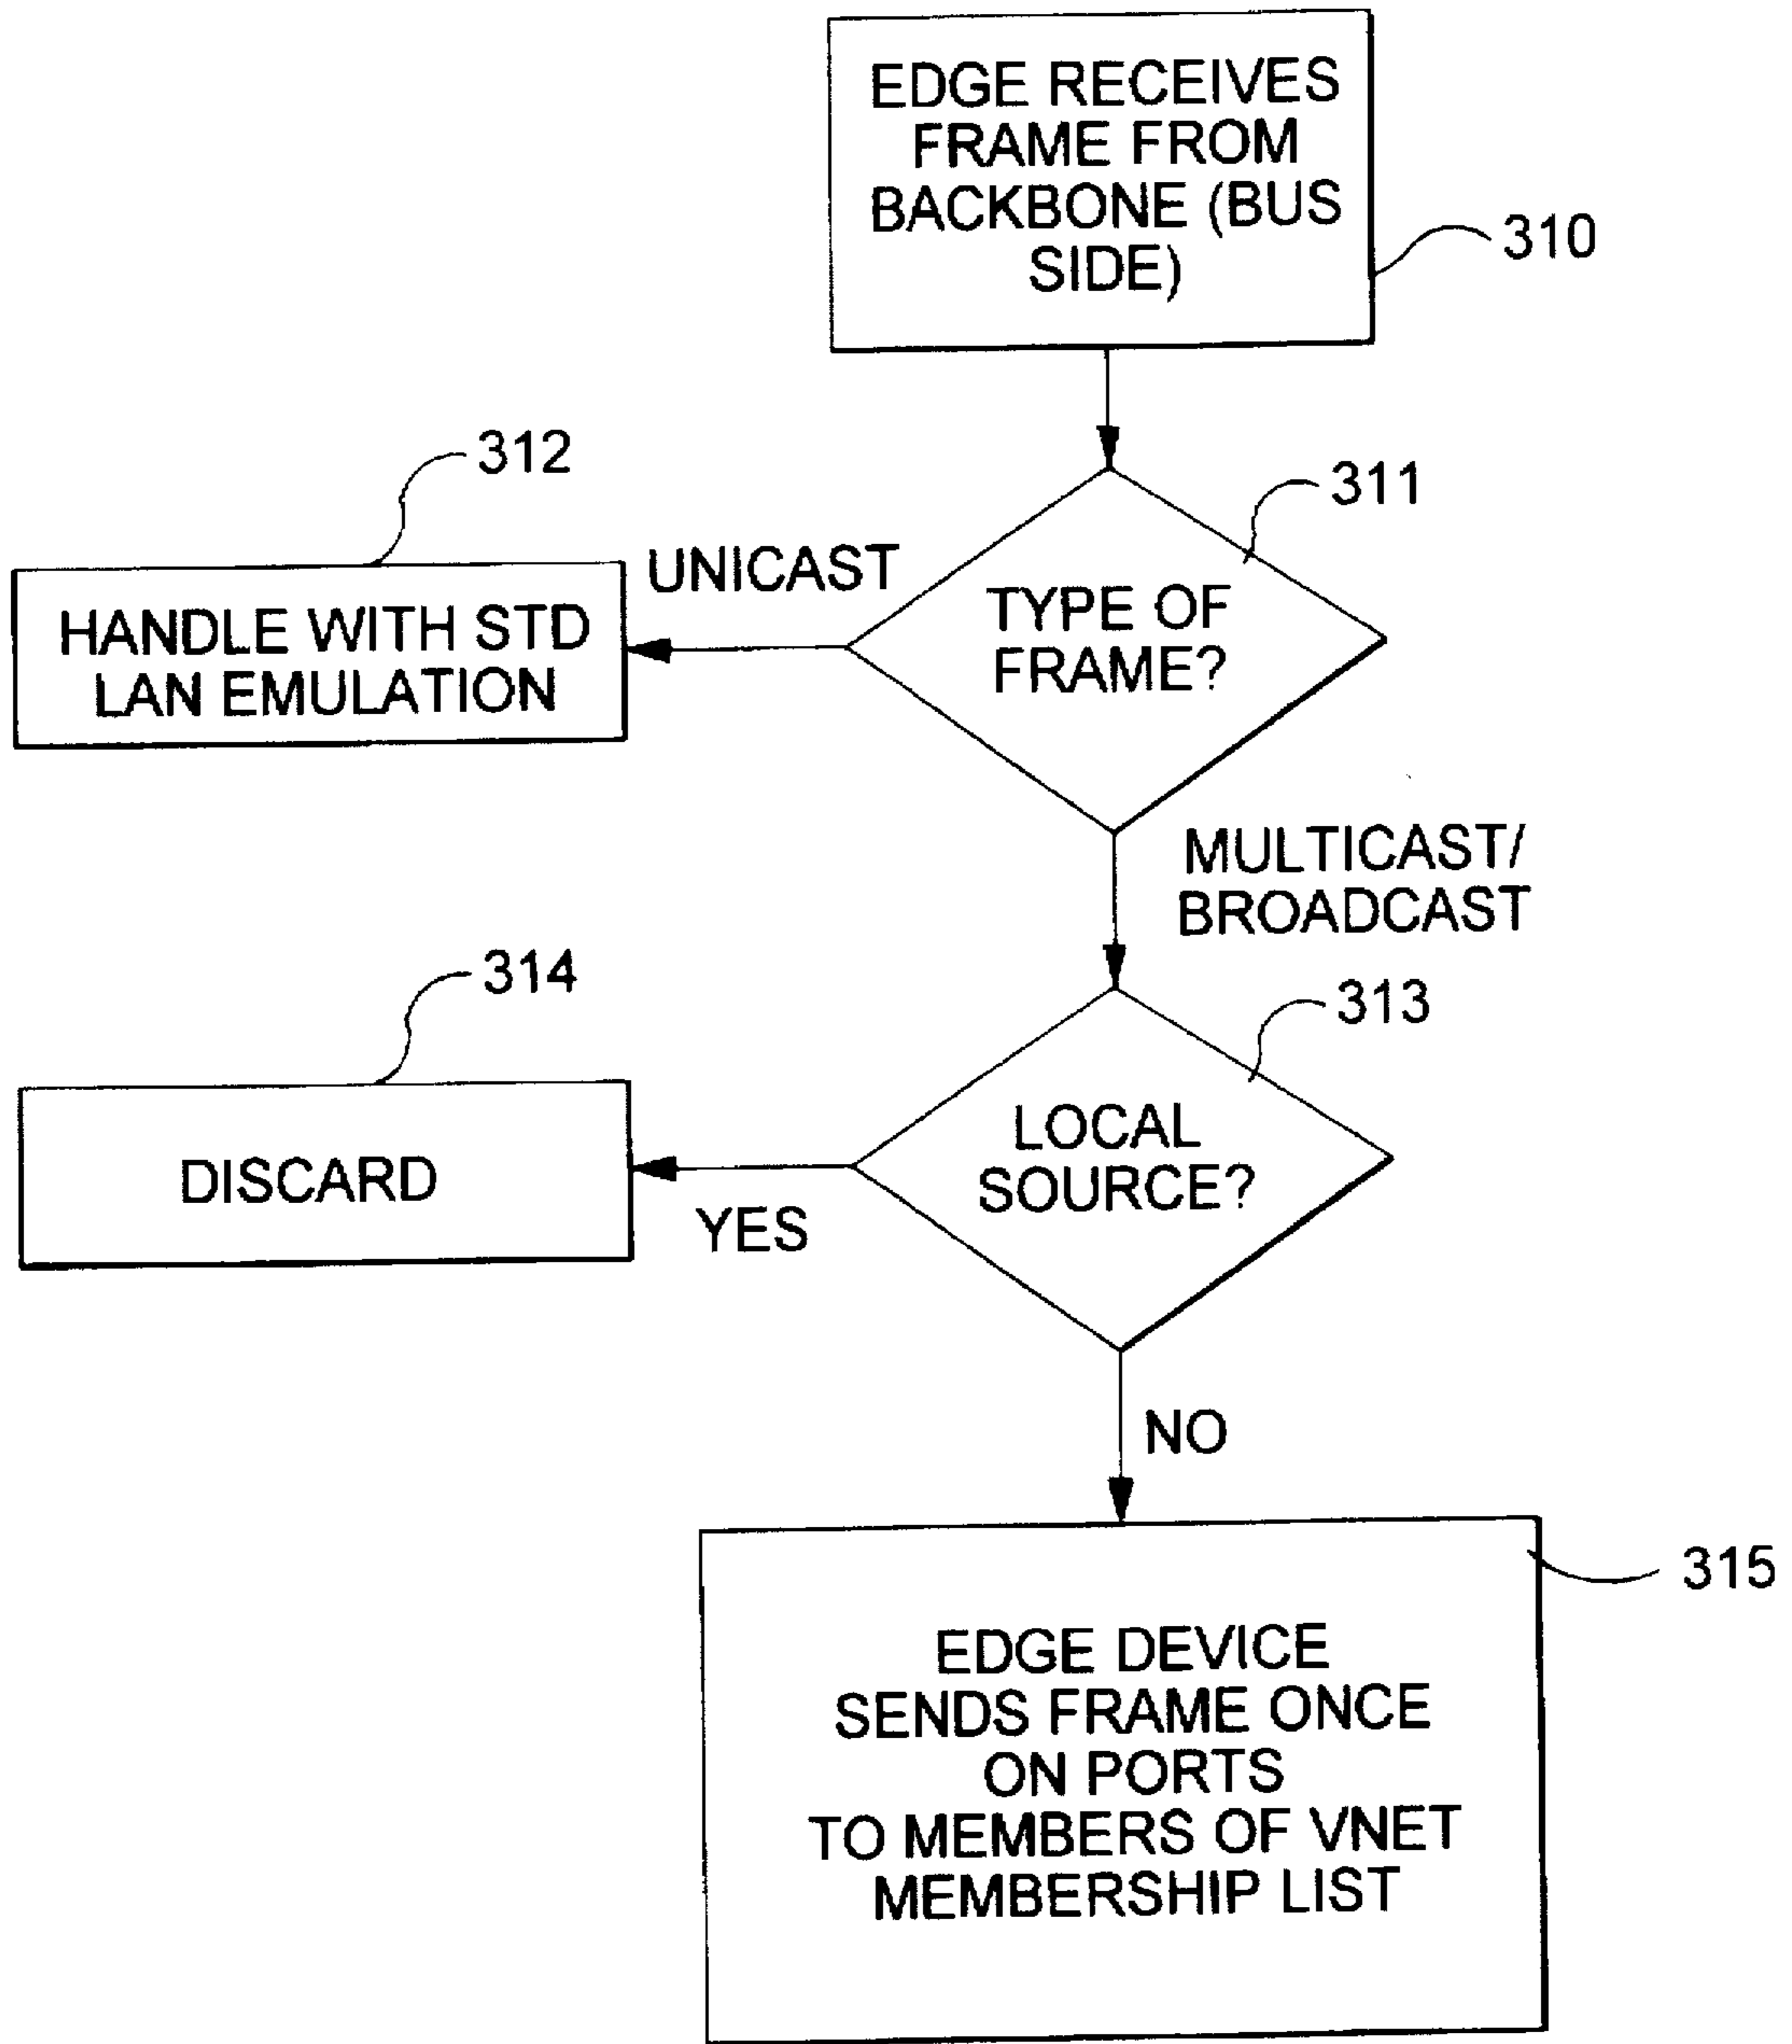 EDGE RECEIVES
FRAME FROM
BACKBONE (BUS
SIDE)
310
312
311
UNICAST
TYPE OF
FRAME?
HANDLE WITH STD
LAN EMULATION
MULTICAST/
BROADCAST
314
313
LOCAL
SOURCE?
DISCARD
YES
NO
315
EDGE DEVICE
SENDS FRAME ONCE
ON PORTS
TO MEMBERS OF VNET
MEMBERSHIP LIST